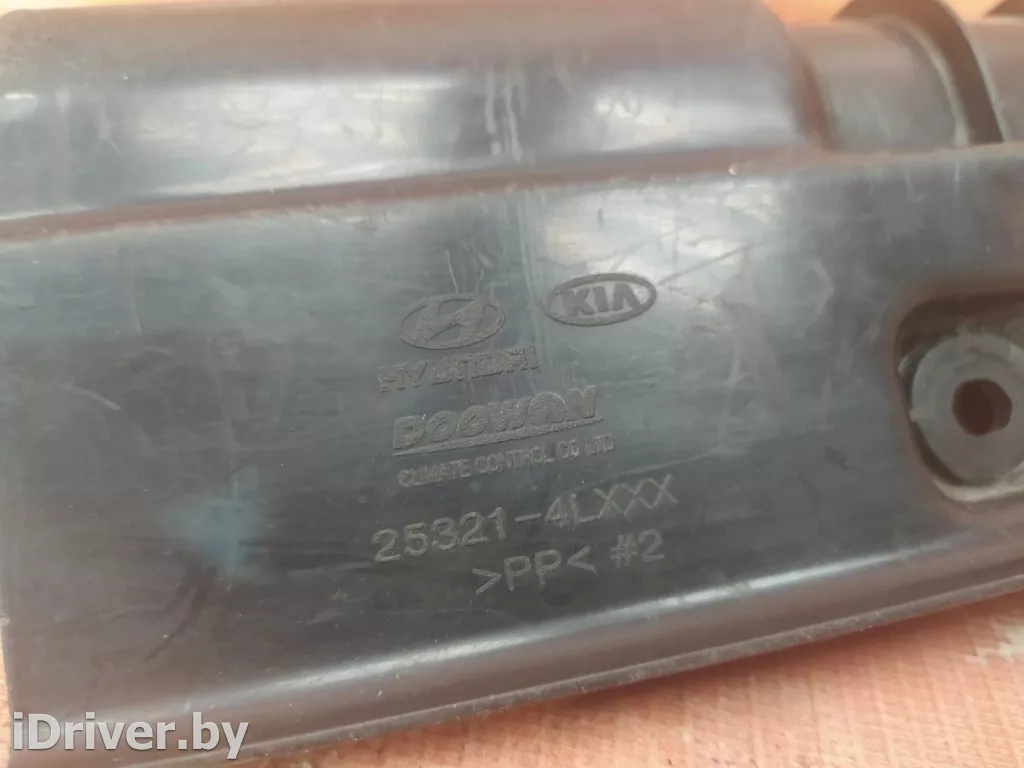 KIA
HYUNDAI
DOOWON
CLIMATE CONTROL CO LTD
25321-4LXXX
>PP< #2
iDriver.by